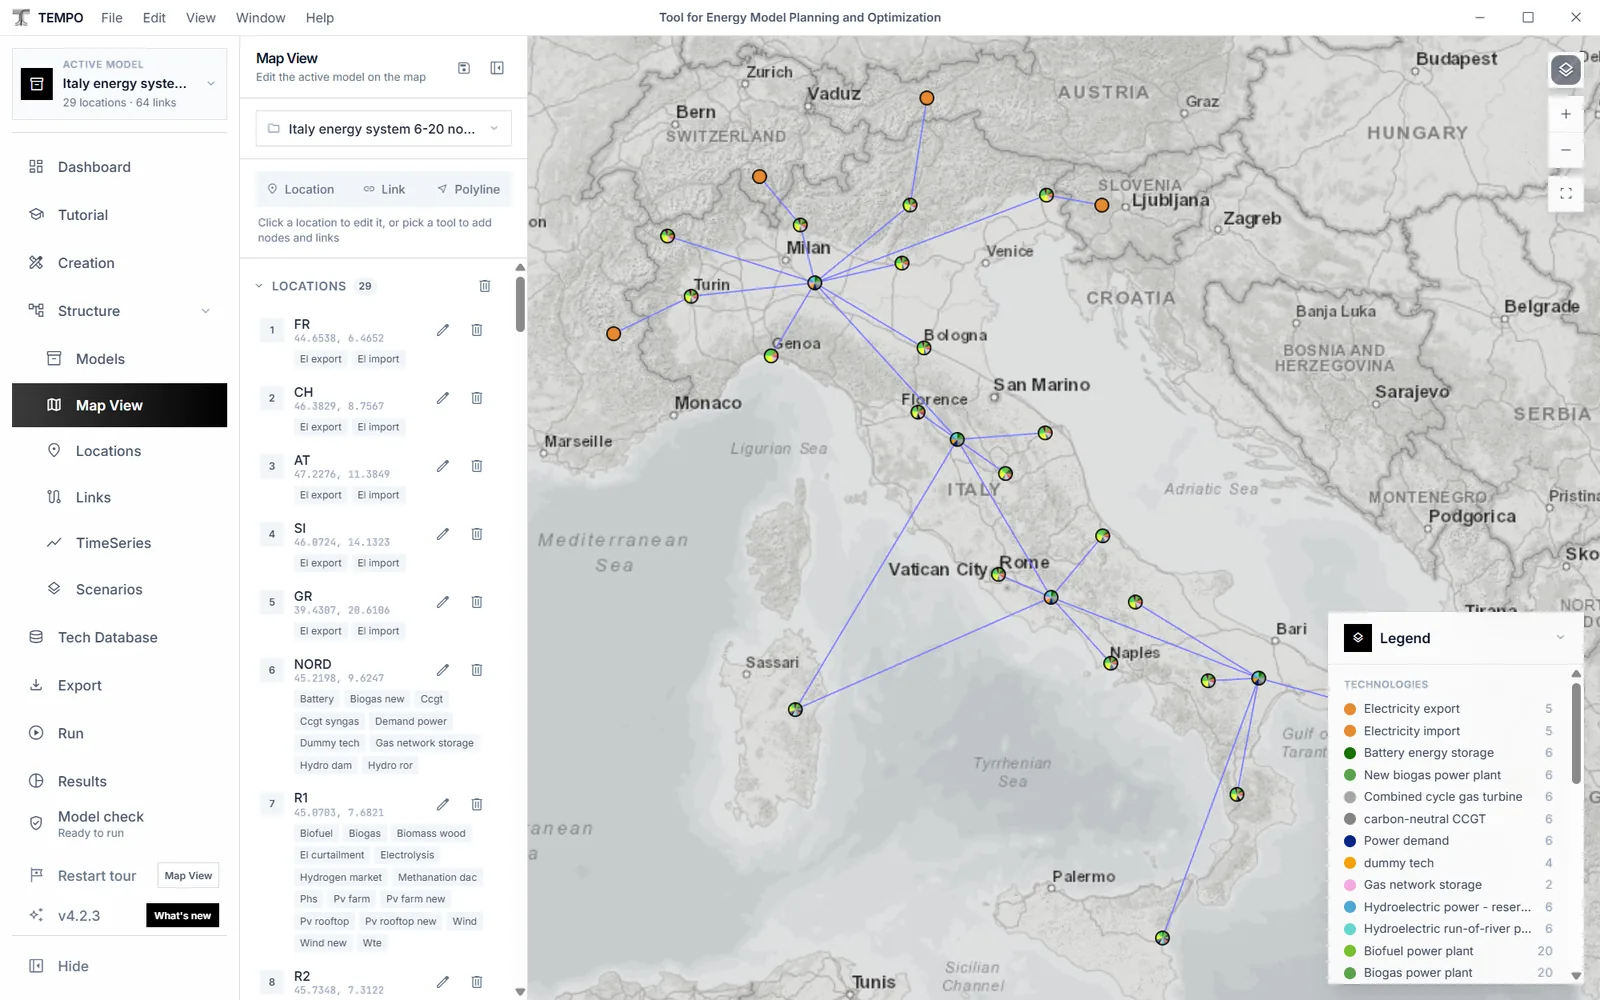 TEMPO
File
Edit
View
Window
Help
Tool for Energy Model Planning and Optimization
ACTIVE MODEL
Italy energy syste...
29 locations · 64 links
Dashboard
Tutorial
Creation
Structure
Models
Map View
Locations
Links
TimeSeries
Scenarios
Tech Database
Export
Run
Results
Model check
Ready to run
Restart tour
Map View
v4.2.3
What's new
Hide
Map View
Edit the active model on the map
Italy energy system 6-20 no...
Location
Link
Polyline
Click a location to edit it, or pick a tool to add
nodes and links
LOCATIONS 29
1 FR
44.6538, 6.4652
El export El import
2 CH
46.3829, 8.7567
El export El import
3 AT
47.2276, 11.3849
El export El import
4 SI
46.0724, 14.1323
El export El import
5 GR
39.4307, 20.6106
El export El import
6 NORD
45.2198, 9.6247
Battery Biogas new Ccgt
Ccgt syngas Demand power
Dummy tech Gas network storage
Hydro dam Hydro ror
7 R1
45.0703, 7.6821
Biofuel Biogas Biomass wood
El curtailment Electrolysis
Hydrogen market Methanation dac
Phs Pv farm Pv farm new
Pv rooftop Pv rooftop new Wind
Wind new Wte
8 R2
45.7348, 7.3122
Budapest
Zurich
Vaduz
AUSTRIA
Graz
Bern
SWITZERLAND
HUNGARY
SLOVENIA
Ljubljana
Zagreb
on
Milan
Venice
Turin
CROATIA
Banja Luka
Belgrade
Genoa
Bologna
BOSNIA AND
HERZEGOVINA
San Marino
Sarajevo
Monaco
Florence
SERBIA
Marseille
Ligurian Sea
ITALY
Adriatic Sea
MONTENEGRO
Pristina
Podgorica
Mediterranean
Sea
Vatican City
Rome
Sko
Tirana
NORT
Bari
Naples
Sassari
Gulf o
Tarant
Tyrrhenian
Sea
ranean
a
Palermo
Sicilian
Channel
Tunis
Legend
TECHNOLOGIES
Electricity export 5
Electricity import 5
Battery energy storage 6
New biogas power plant 6
Combined cycle gas turbine 6
carbon-neutral CCGT 6
Power demand 6
dummy tech 4
Gas network storage 2
Hydroelectric power - reser... 6
Hydroelectric run-of-river p... 6
Biofuel power plant 20
Biogas power plant 20